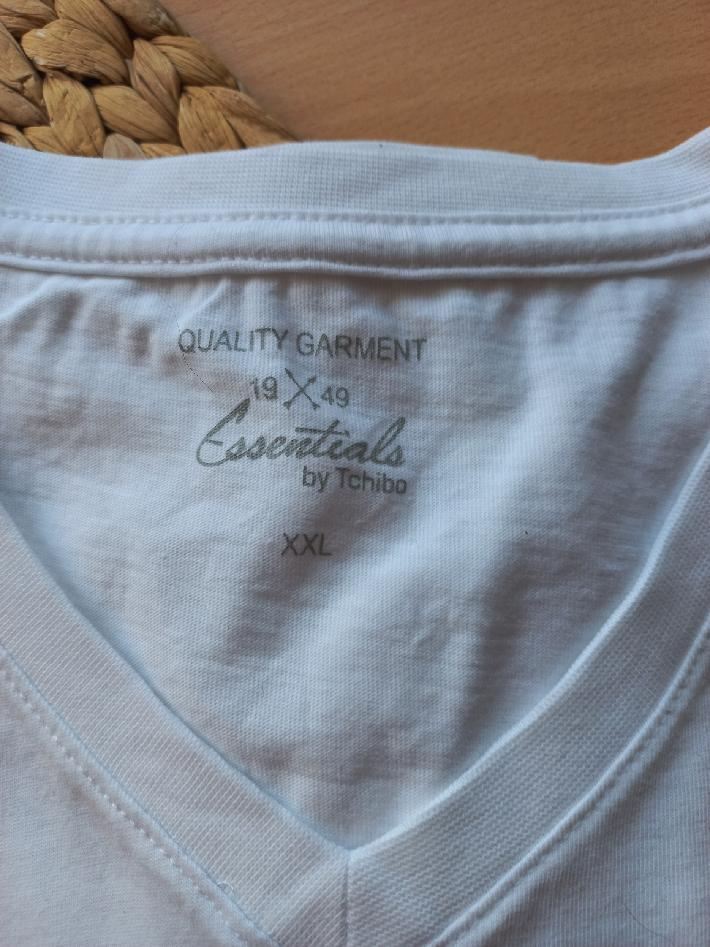 QUALITY GARMENT
19 49
Essentials
by Tchibo
XXL